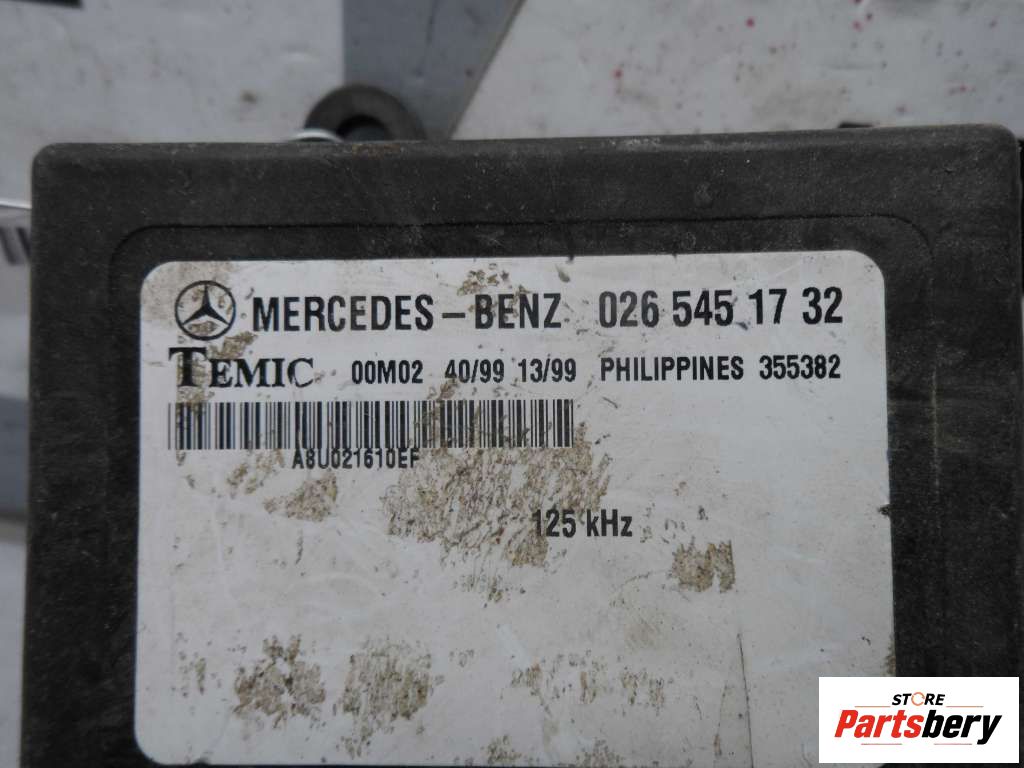 MERCEDES-BENZ 026 545 17 32
TEMIC 00M02 40/99 13/99 PHILIPPINES 355382
A8U021610EF
125 kHz
STORE
Partsbery